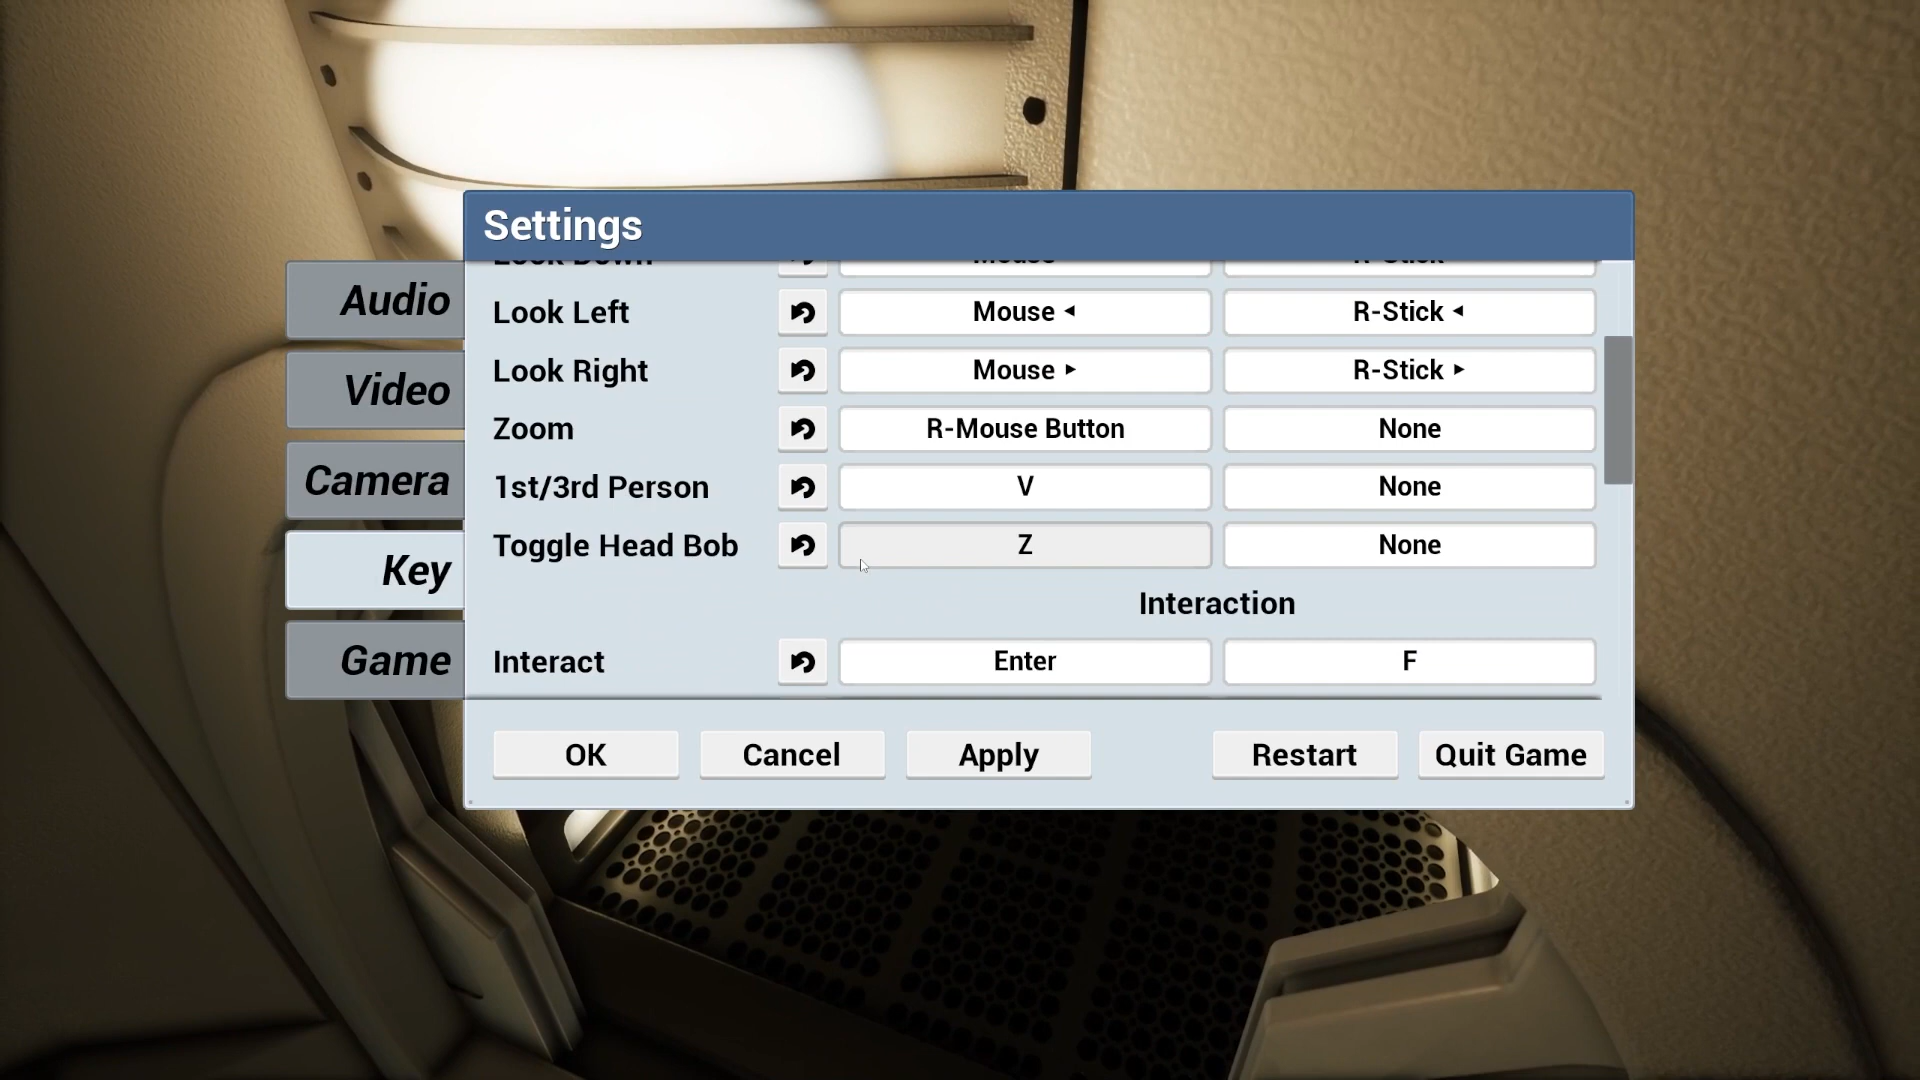 Settings
Audio
Video
Camera
Key
Game
Look Left Mouse ◂ R-Stick ◂
Look Right Mouse ▸ R-Stick ▸
Zoom R-Mouse Button None
1st/3rd Person V None
Toggle Head Bob Z None
Interaction
Interact Enter F
OK Cancel Apply Restart Quit Game